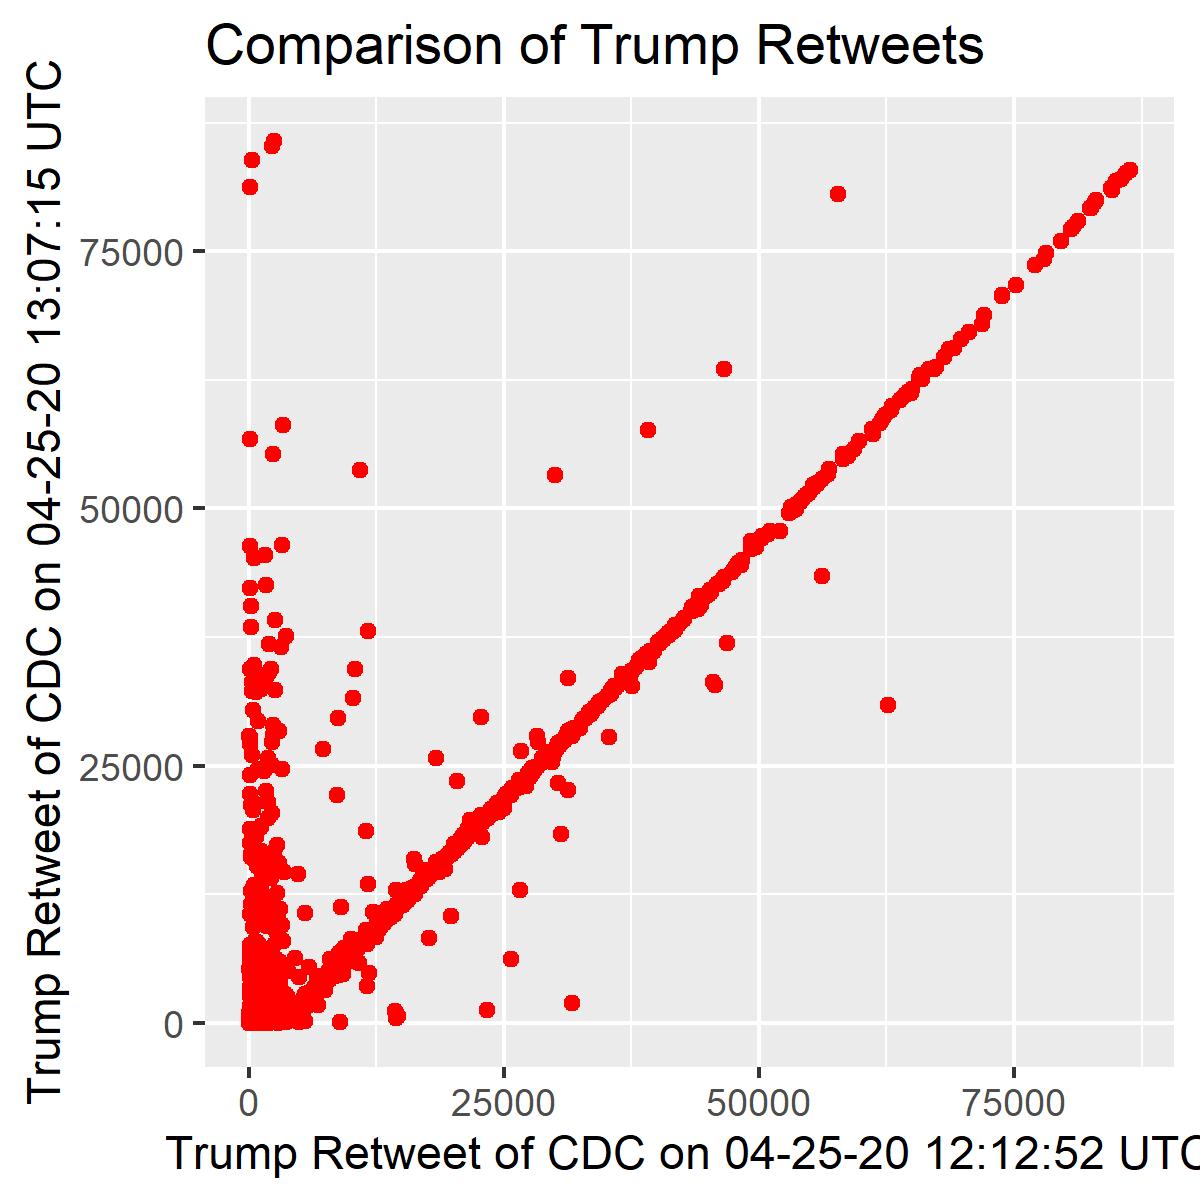 Comparison of Trump Retweets
Trump Retweet of CDC on 04-25-20 13:07:15 UTC
75000
50000
25000
0
0
25000
50000
75000
Trump Retweet of CDC on 04-25-20 12:12:52 UTC